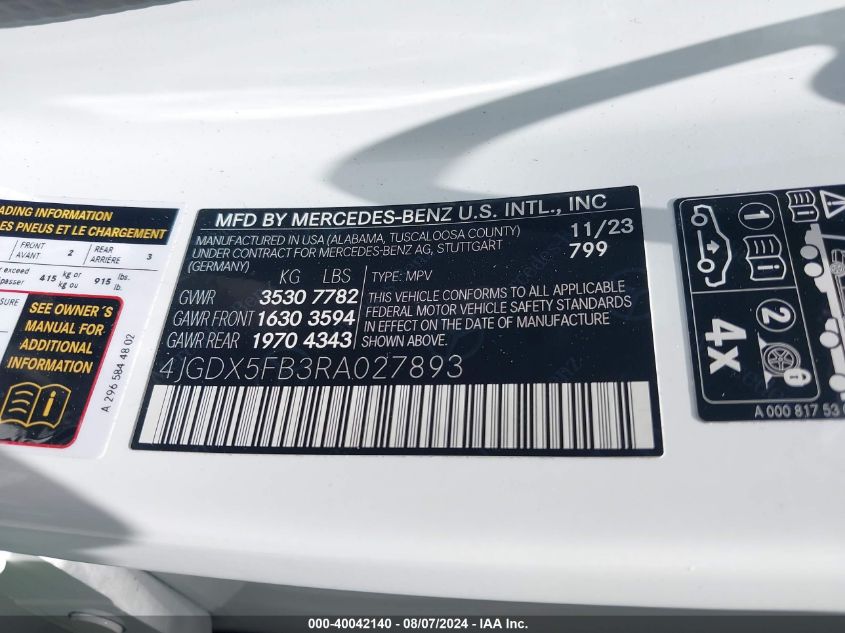 ADING INFORMATION
LES PNEUS ET LE CHARGEMENT
FRONT AVANT 2 REAR ARRIÈRE 3
exceed 415 kg or kg ou 915 lbs. lb.
SEE OWNER´S
MANUAL FOR
ADDITIONAL
INFORMATION
A 296 584 48 02
MFD BY MERCEDES-BENZ U.S. INTL., INC
MANUFACTURED IN USA (ALABAMA, TUSCALOOSA COUNTY) 11/23
UNDER CONTRACT FOR MERCEDES-BENZ AG, STUTTGART 799
(GERMANY)
KG LBS TYPE: MPV
GVWR 3530 7782
GAWR FRONT 1630 3594
GAWR REAR 1970 4343
THIS VEHICLE CONFORMS TO ALL APPLICABLE
FEDERAL MOTOR VEHICLE SAFETY STANDARDS
IN EFFECT ON THE DATE OF MANUFACTURE
SHOWN ABOVE.
4JGDX5FB3RA027893
1
2
4x
A 000 817 53
000-40042140 - 08/07/2024 - IAA Inc.